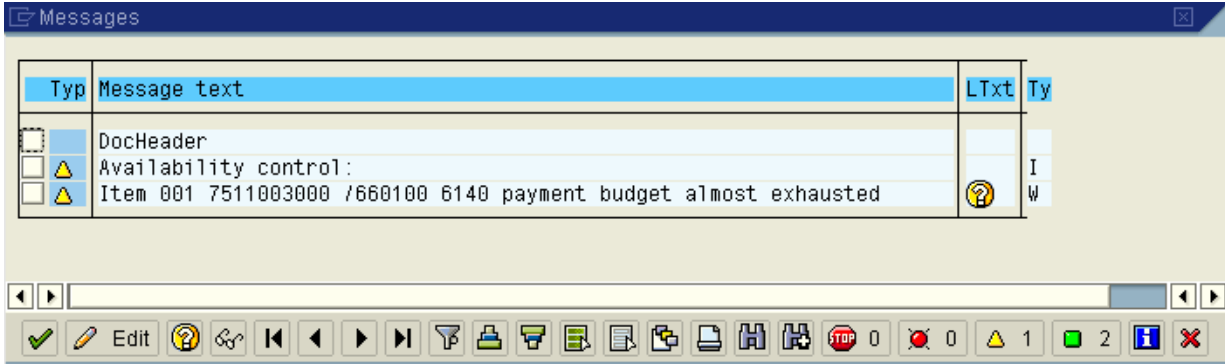 Messages
Typ Message text LTxt Ty
DocHeader
Availability control: I
Item 001 7511003000 /660100 6140 payment budget almost exhausted W
Edit STOP 0 0 1 2